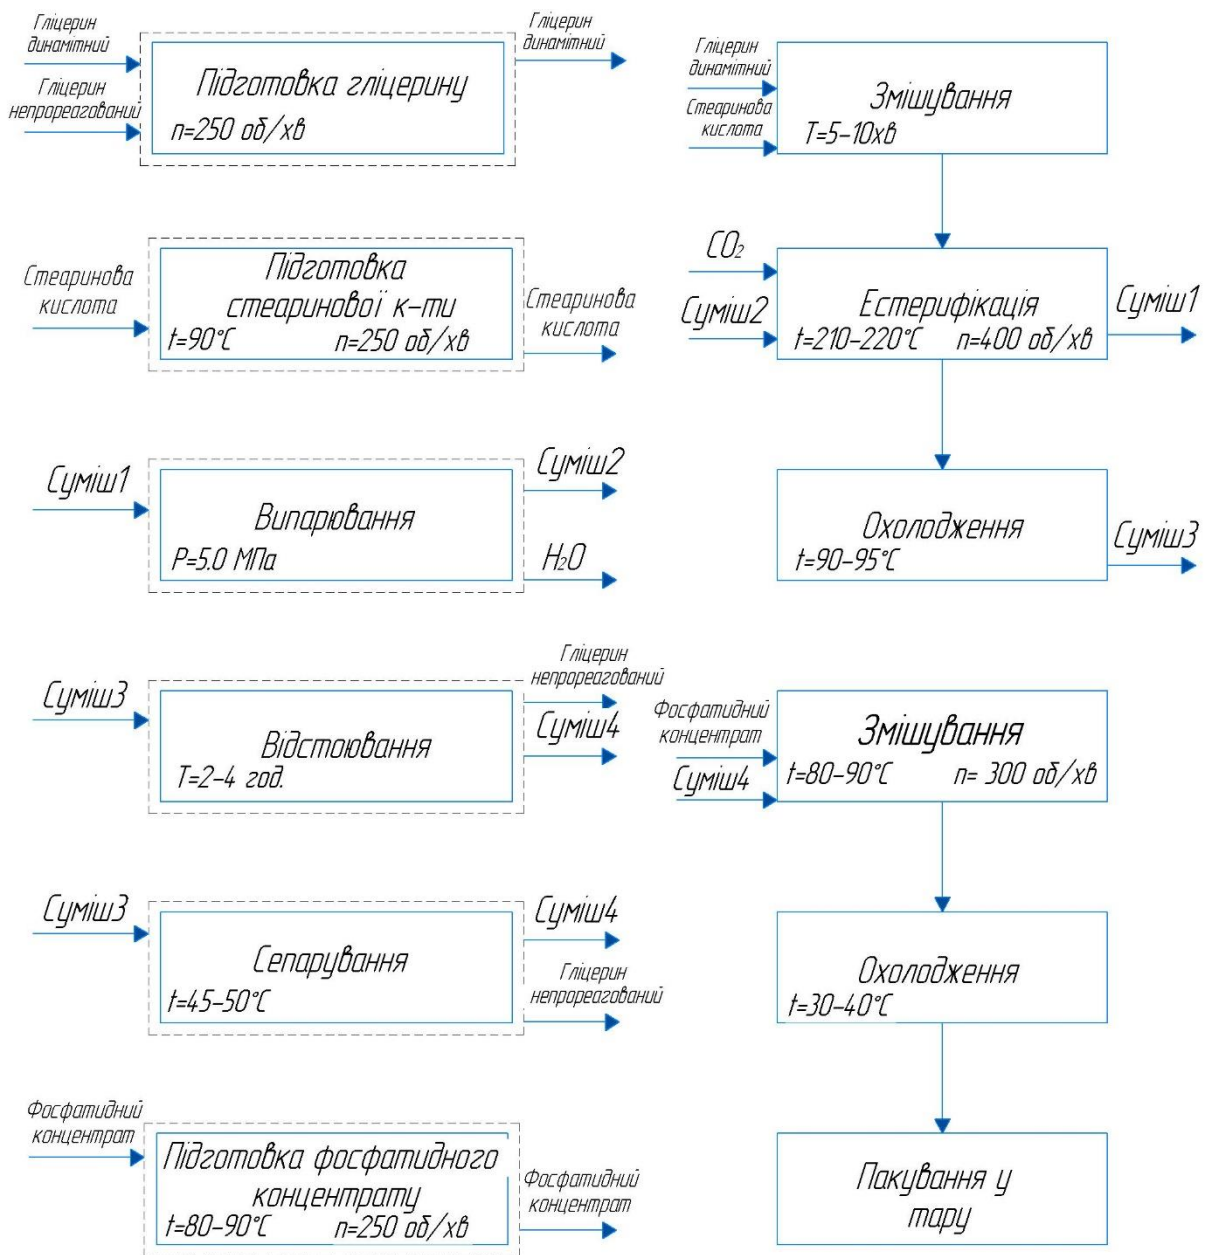 Гліцерин
динамітний
Гліцерин
непрореагований
Підготовка гліцерину
n=250 об/хв
Гліцерин
динамітний
Гліцерин
динамітний
Стеаринова
кислота
Змішування
T=5-10хв
Стеаринова
кислота
Підготовка
стеаринової к-ти
t=90°C n=250 об/хв
Стеаринова
кислота
CO₂
Суміш2
Естерифікація
t=210-220°C n=400 об/хв
Суміш1
Суміш1
Випарювання
P=5.0 МПа
Суміш2
H₂O
Охолодження
t=90-95°C
Суміш3
Суміш3
Відстоювання
T=2-4 год.
Гліцерин
непрореагований
Суміш4
Фосфатидний
концентрат
Суміш4
Змішування
t=80-90°C n= 300 об/хв
Суміш3
Сепарування
t=45-50°C
Суміш4
Гліцерин
непрореагований
Охолодження
t=30-40°C
Фосфатидний
концентрат
Підготовка фосфатидного
концентрату
t=80-90°C n=250 об/хв
Фосфатидний
концентрат
Пакування у
тару